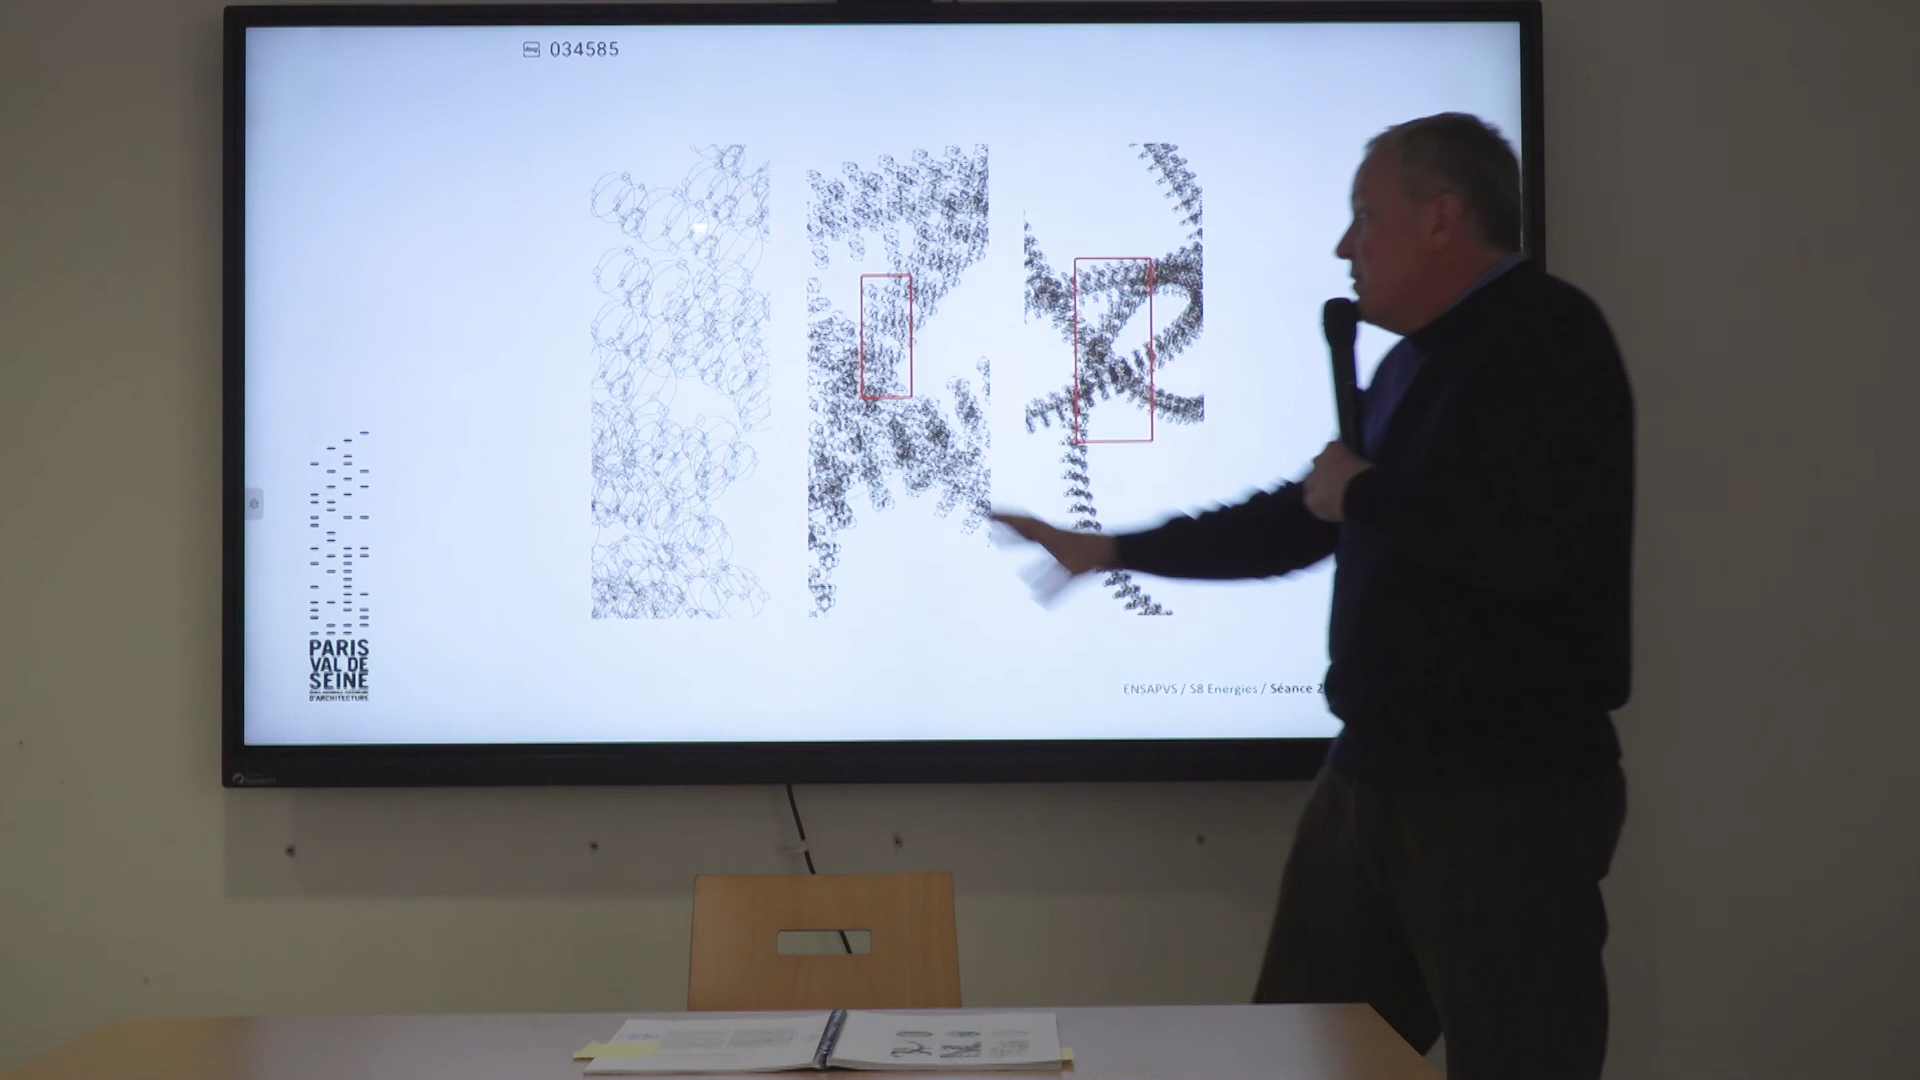 034585
PARIS
VAL DE
SEINE
D'ARCHITECTURE
ENSAPVS / S8 Energies / Séance 2